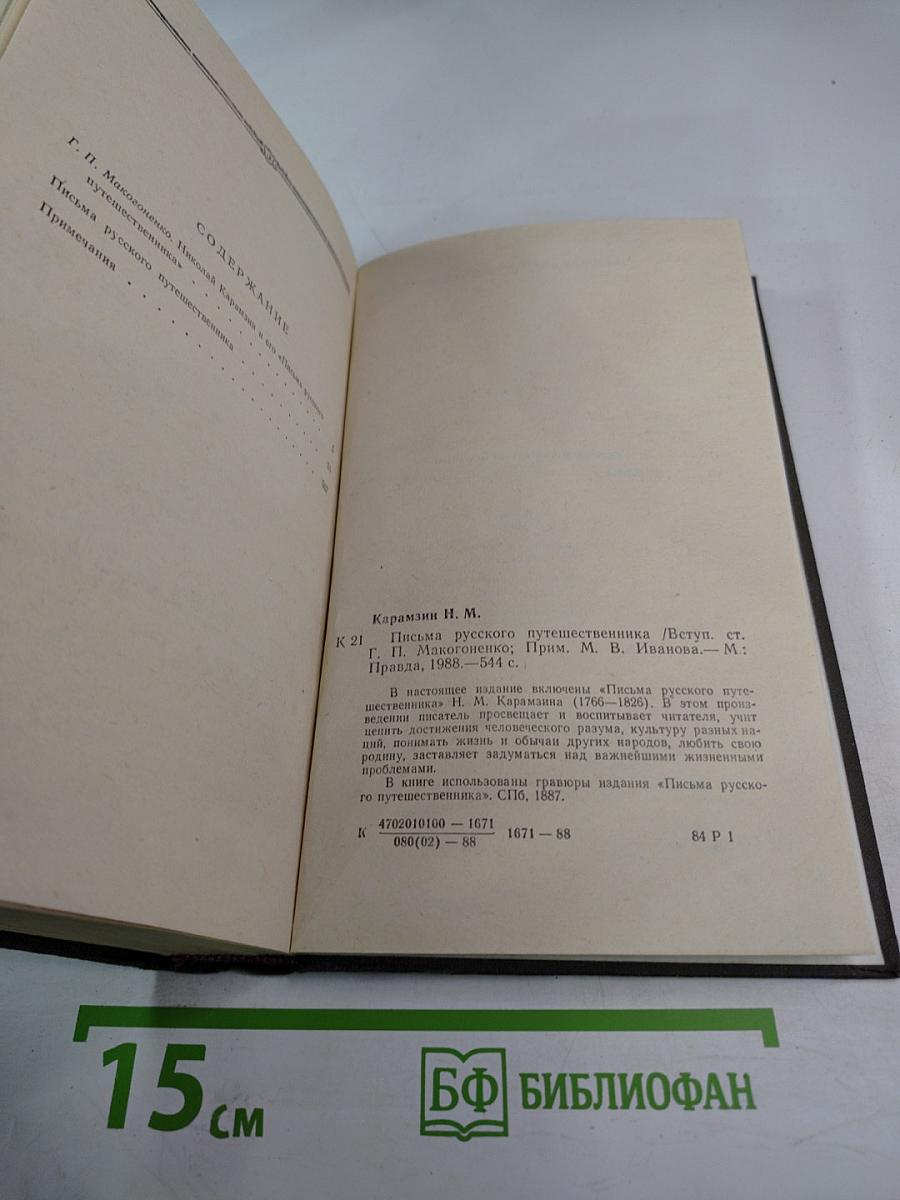 СОДЕРЖАНИЕ
Г. П. Макогоненко. Николай Карамзин и его «Письма русского
путешественника» . . . . . . . .
Письма русского путешественника . . . . . . .
Примечания . . . . . . . . . .
Карамзин Н. М.
К 21 Письма русского путешественника /Вступ. ст.
Г. П. Макогоненко; Прим. М. В. Иванова.— М.:
Правда, 1988.—544 с.
В настоящее издание включены «Письма русского путе-
шественника» Н. М. Карамзина (1766—1826). В этом произ-
ведении писатель просвещает и воспитывает читателя, учит
ценить достижения человеческого разума, культуру разных на-
ций, понимать жизнь и обычаи других народов, любить свою
родину, заставляет задуматься над важнейшими жизненными
проблемами.
В книге использованы гравюры издания «Письма русско-
го путешественника». СПб, 1887.
К 4702010100 — 1671
080(02) — 88
1671 — 88
84 Р 1
15 см
БФ БИБЛИОФАН